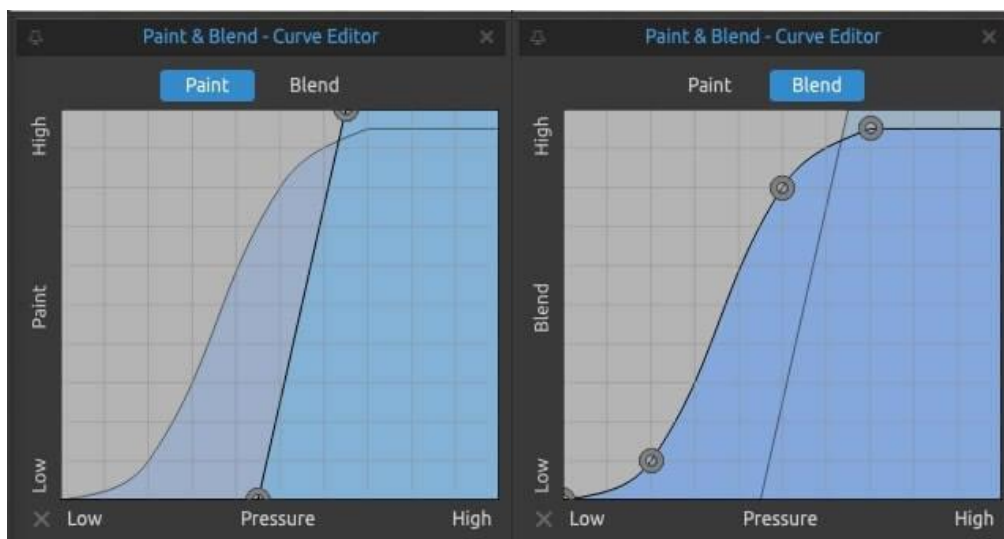 Paint & Blend - Curve Editor
Paint Blend
High
Paint
Low
Low Pressure High
Paint & Blend - Curve Editor
Paint Blend
High
Blend
Low
Low Pressure High